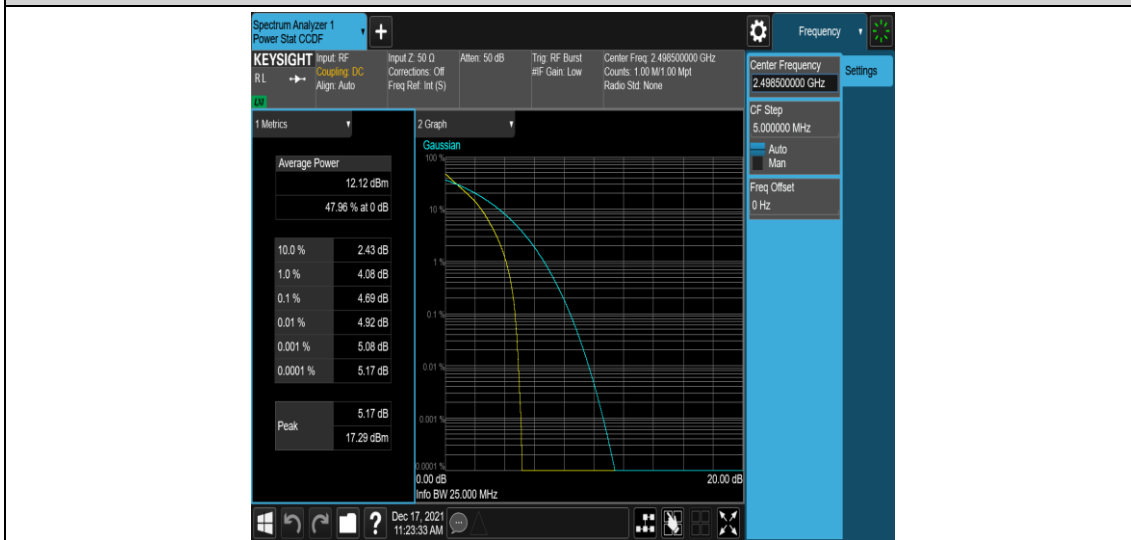 Spectrum Analyzer 1
Power Stat CCDF
+
Frequency
KEYSIGHT
RL
Input: RF
Coupling: DC
Align: Auto
Input Z: 50 Ω
Corrections: Off
Freq Ref: Int (S)
Atten: 50 dB
Trig: RF Burst
#IF Gain: Low
Center Freq: 2.498500000 GHz
Counts: 1.00 M/1.00 Mpt
Radio Std: None
Center Frequency
2.498500000 GHz
Settings
CF Step
5.000000 MHz
Auto
Man
Freq Offset
0 Hz
1 Metrics
Average Power
12.12 dBm
47.96 % at 0 dB
10.0 % 2.43 dB
1.0 % 4.08 dB
0.1 % 4.69 dB
0.01 % 4.92 dB
0.001 % 5.08 dB
0.0001 % 5.17 dB
Peak
5.17 dB
17.29 dBm
2 Graph
Gaussian
100 %
10 %
1 %
0.1 %
0.01 %
0.001 %
0.0001 %
0.00 dB 20.00 dB
Info BW 25.000 MHz
?
Dec 17, 2021
11:23:33 AM